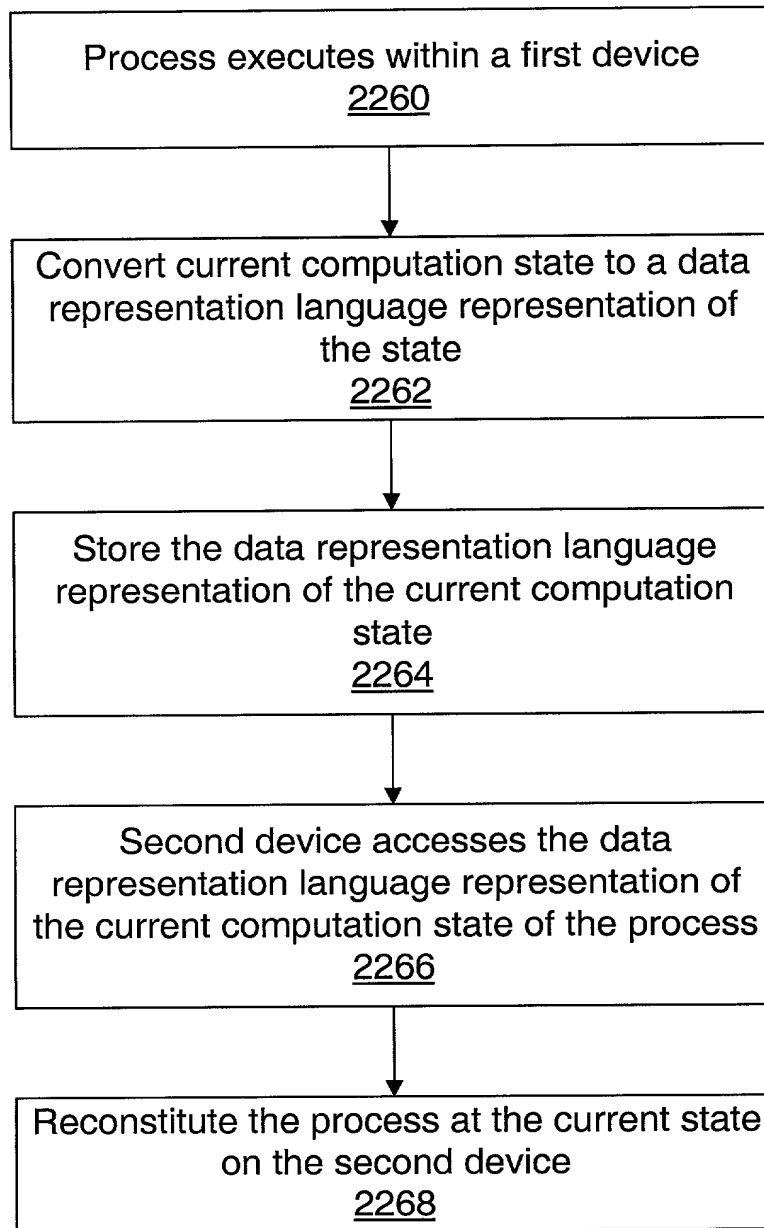 Process executes within a first device
2260
Convert current computation state to a data
representation language representation of
the state
2262
Store the data representation language
representation of the current computation
state
2264
Second device accesses the data
representation language representation of
the current computation state of the process
2266
Reconstitute the process at the current state
on the second device
2268